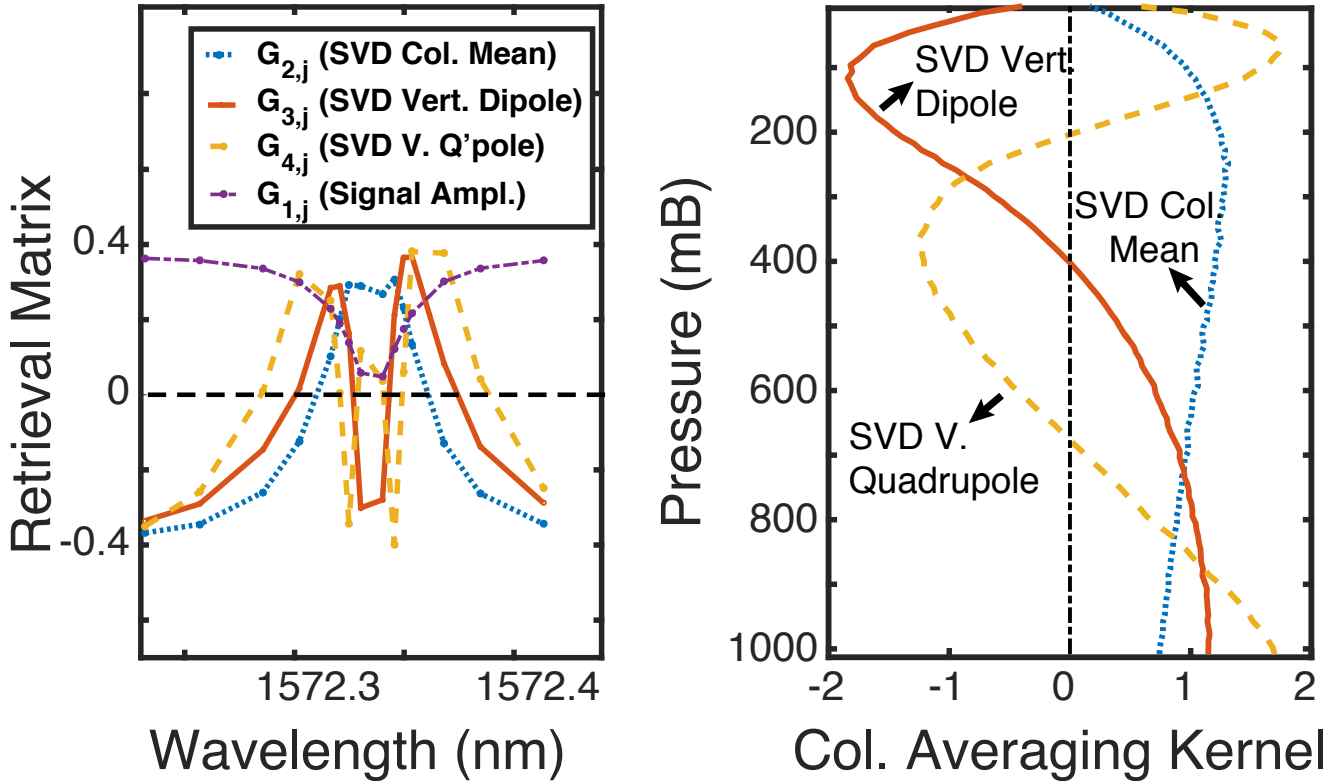 G2,j (SVD Col. Mean)
G3,j (SVD Vert. Dipole)
G4,j (SVD V. Q'pole)
G1,j (Signal Ampl.)
Retrieval Matrix
0.4
0
-0.4
1572.3
1572.4
Wavelength (nm)
SVD Vert.
Dipole
SVD Col.
Mean
SVD V.
Quadrupole
Pressure (mB)
200
400
600
800
1000
-2
-1
0
1
2
Col. Averaging Kernel